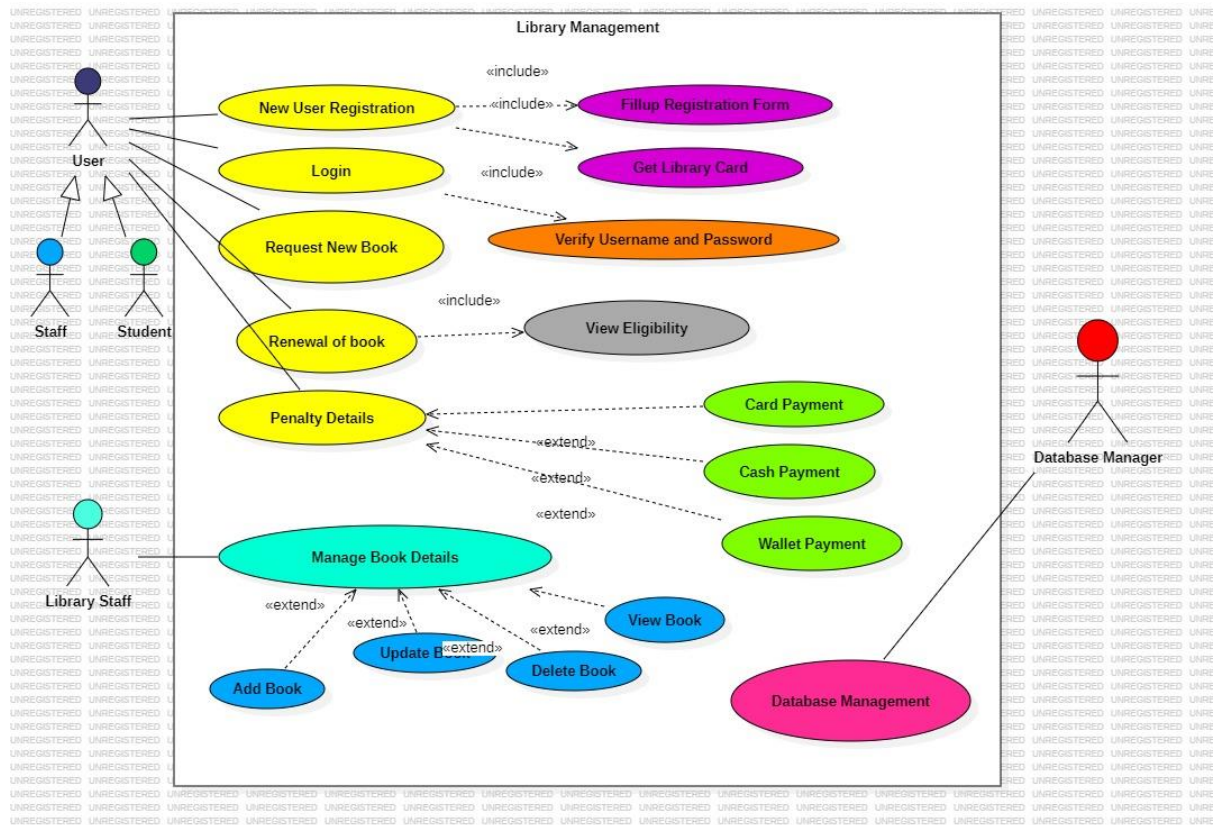 Library Management
«include»
New User Registration
«include»
Fillup Registration Form
User
Login
«include»
Get Library Card
Request New Book
Verify Username and Password
Staff
Student
«include»
Renewal of book
View Eligibility
Penalty Details
Card Payment
«extend»
Cash Payment
Database Manager
«extend»
«extend»
Wallet Payment
Manage Book Details
Library Staff
«extend»
«extend»
«extend»
«extend»
View Book
Update B
Delete Book
Add Book
Database Management
UNREGISTERED